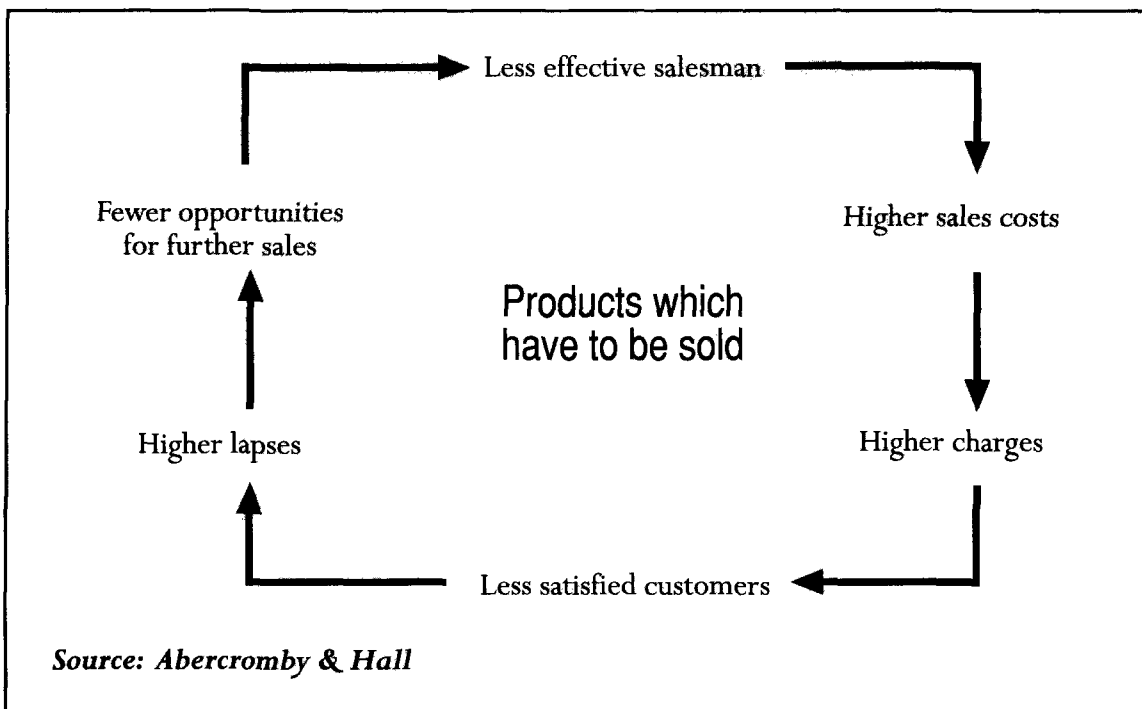 Less effective salesman
Higher sales costs
Fewer opportunities
for further sales
Products which
have to be sold
Higher charges
Higher lapses
Less satisfied customers
Source: Abercromby & Hall